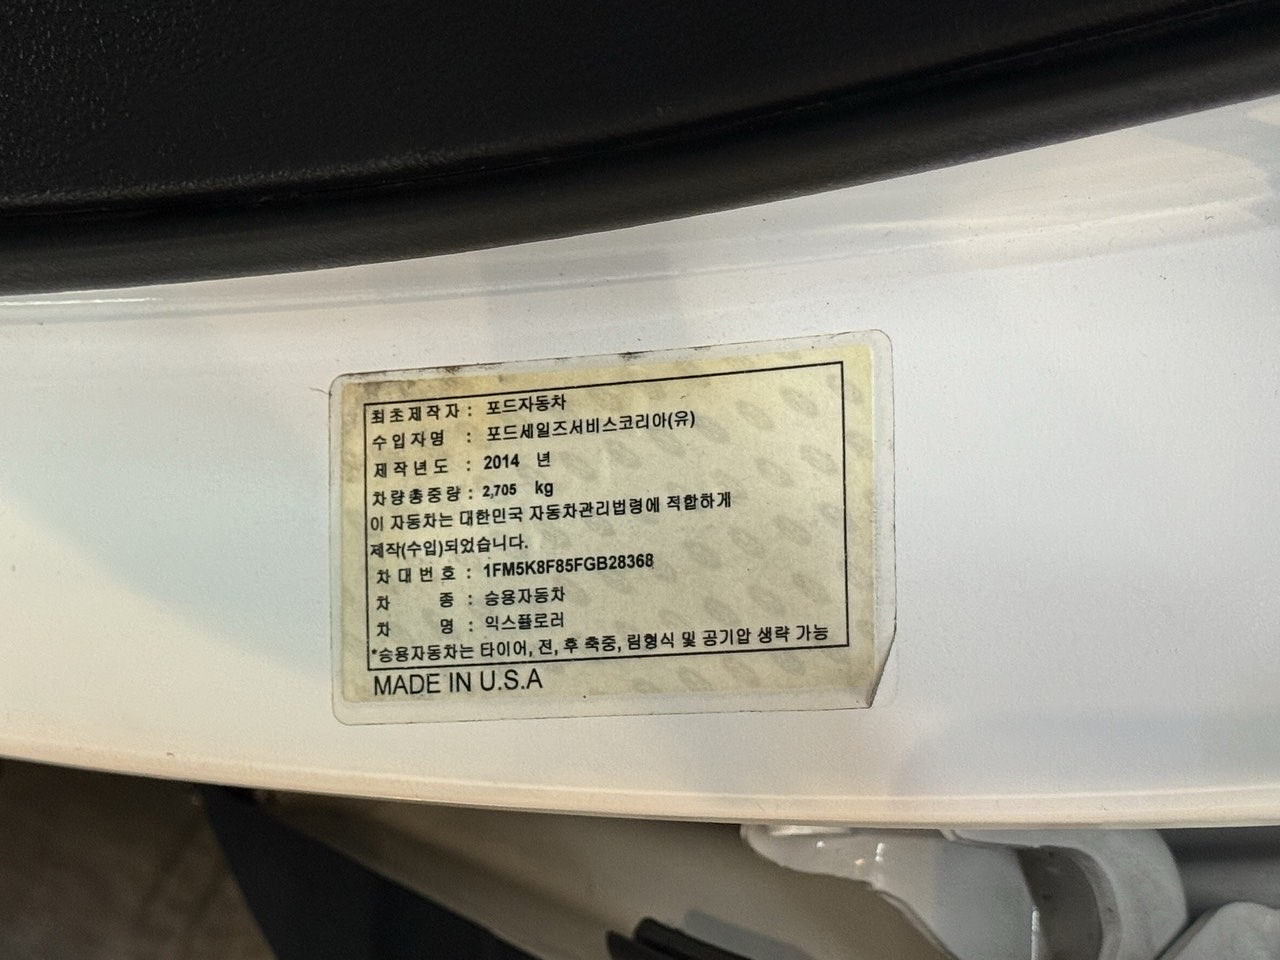 최초제작자 : 포드자동차
수입자명 : 포드세일즈서비스코리아(유)
제작년도 : 2014 년
차량총중량 : 2,705 kg
이 자동차는 대한민국 자동차관리법령에 적합하게
제작(수입)되었습니다.
차대번호 : 1FM5K8F85FGB28368
차 종 : 승용자동차
차 명 : 익스플로러
*승용자동차는 타이어, 전, 후 축중, 림형식 및 공기압 생략 가능
MADE IN U.S.A